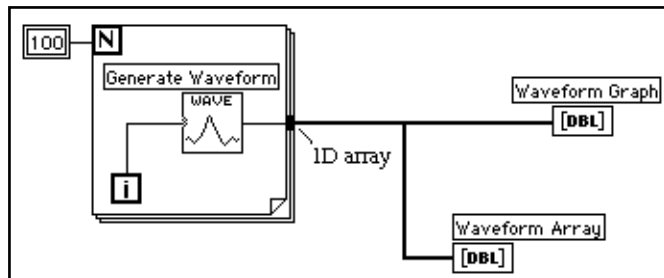 100
N
Generate Waveform
WAVE
i
1D array
Waveform Graph
[DBL]
Waveform Array
[DBL]